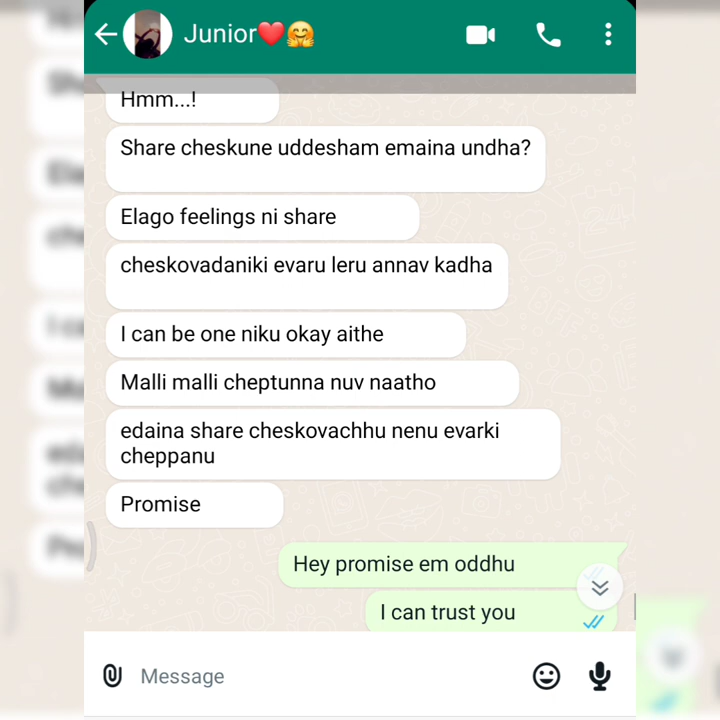 Junior❤️🤗
Hmm...!
Share cheskune uddesham emaina undha?
Elago feelings ni share
cheskovadaniki evaru leru annav kadha
I can be one niku okay aithe
Malli malli cheptunna nuv naatho
edaina share cheskovachhu nenu evarki
cheppanu
Promise
Hey promise em oddhu
I can trust you
Message